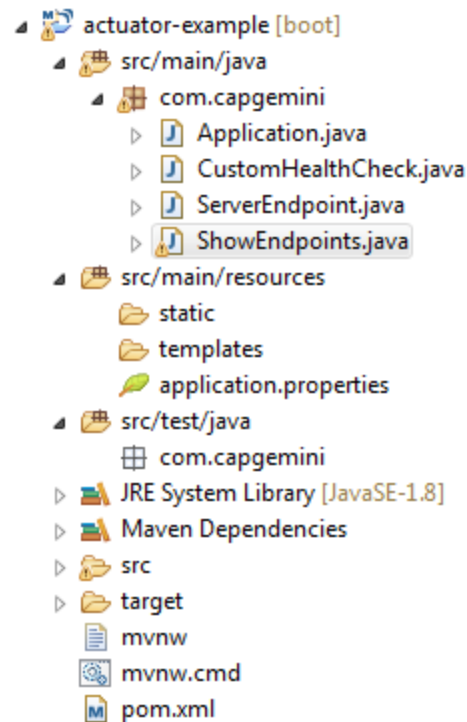 actuator-example [boot]
src/main/java
com.capgemini
Application.java
CustomHealthCheck.java
ServerEndpoint.java
ShowEndpoints.java
src/main/resources
static
templates
application.properties
src/test/java
com.capgemini
JRE System Library [JavaSE-1.8]
Maven Dependencies
src
target
mvnw
mvnw.cmd
pom.xml